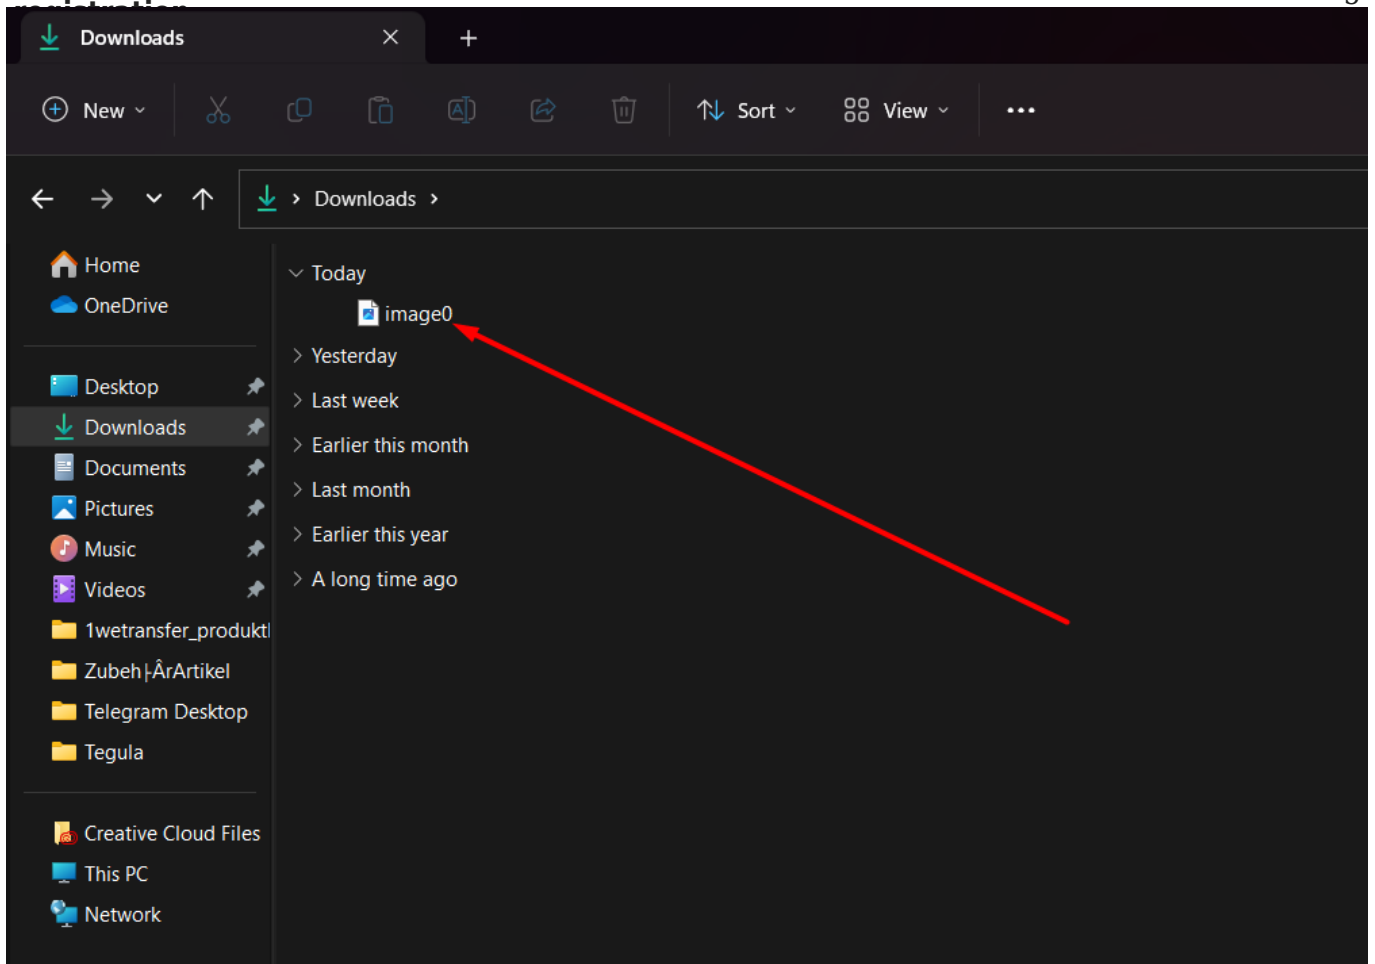 registration
Downloads
New
Sort
View
Downloads
Home
OneDrive
Desktop
Downloads
Documents
Pictures
Music
Videos
1wetransfer_produktl
Zubeh├ÂrArtikel
Telegram Desktop
Tegula
Creative Cloud Files
This PC
Network
Today
image0
Yesterday
Last week
Earlier this month
Last month
Earlier this year
A long time ago